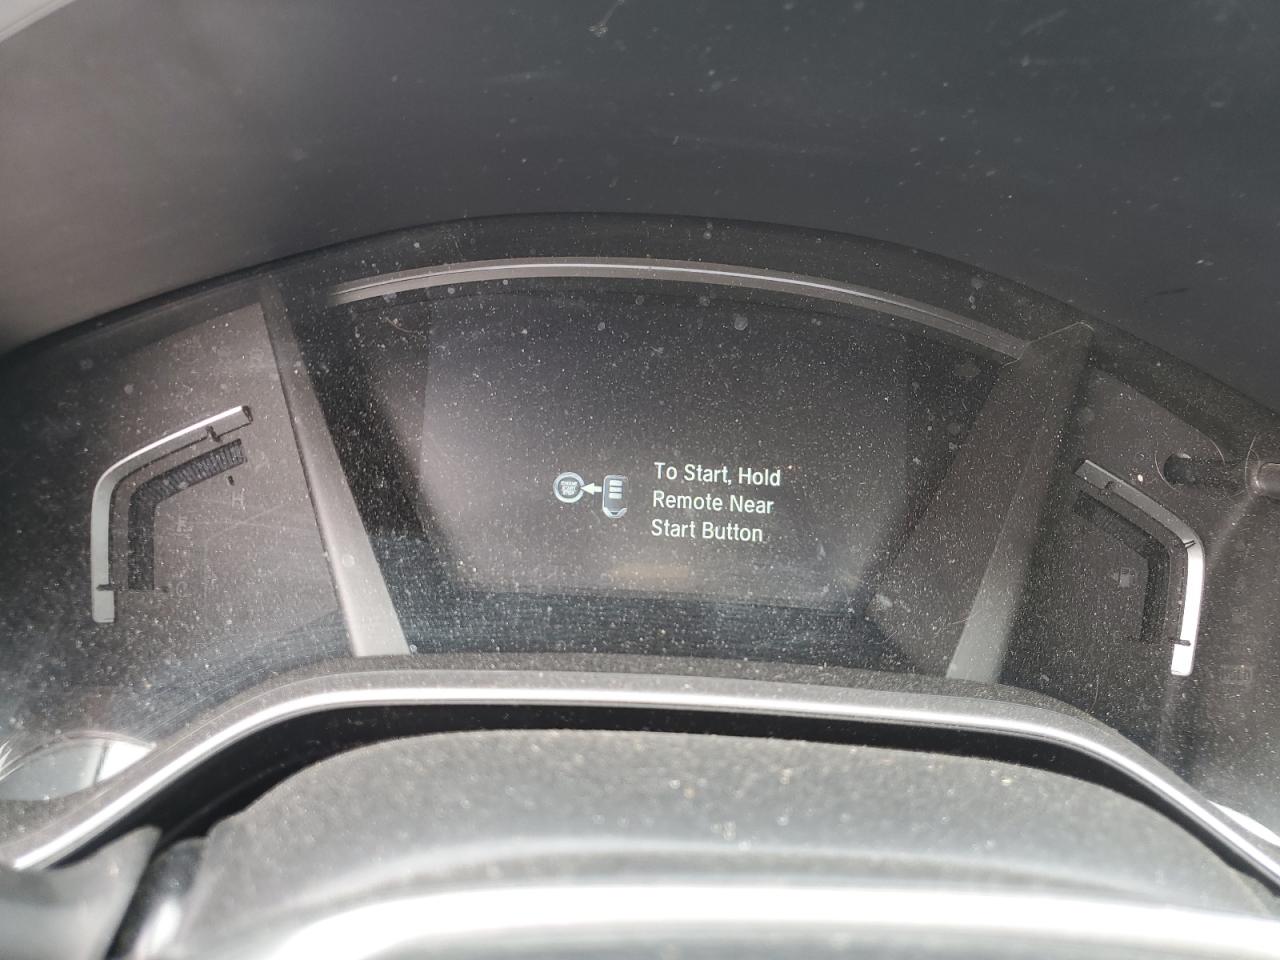 To Start, Hold
Remote Near
Start Button
H
C